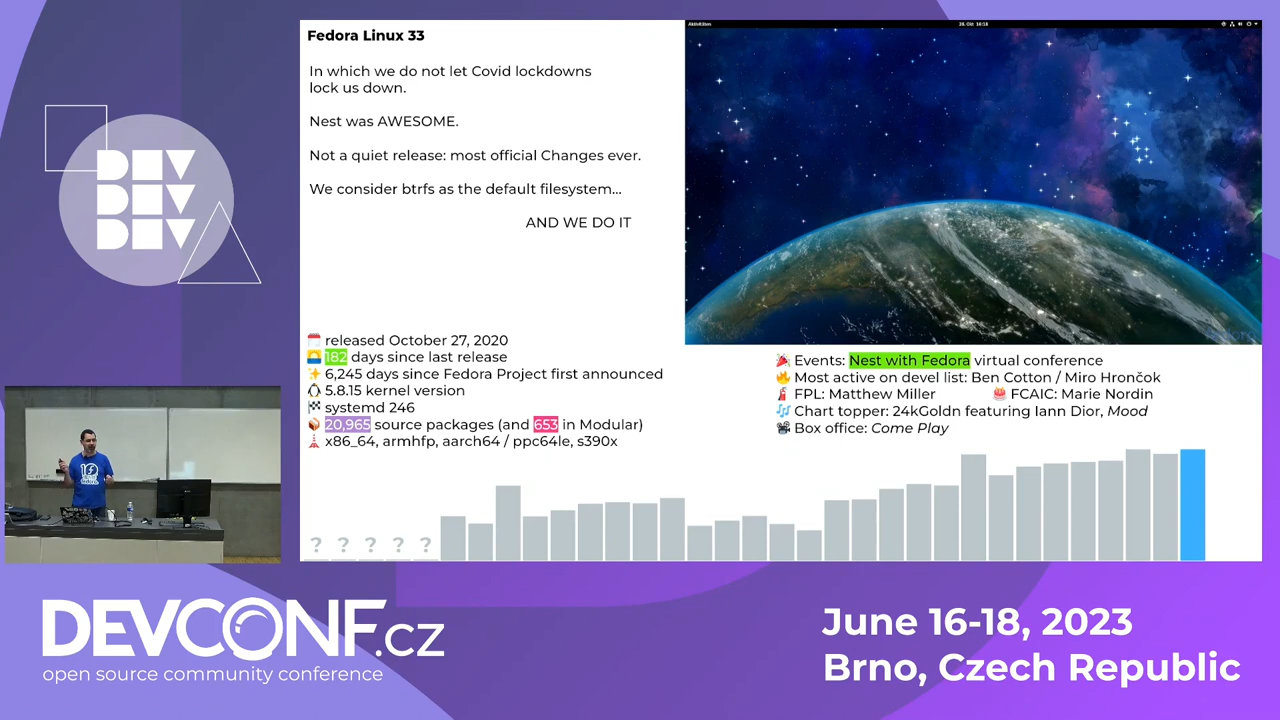 DEV
DEV
DEV
Fedora Linux 33
In which we do not let Covid lockdowns
lock us down.
Nest was AWESOME.
Not a quiet release: most official Changes ever.
We consider btrfs as the default filesystem...
AND WE DO IT
released October 27, 2020
182 days since last release
6,245 days since Fedora Project first announced
5.8.15 kernel version
systemd 246
20,965 source packages (and 653 in Modular)
x86_64, armhfp, aarch64 / ppc64le, s390x
Events: Nest with Fedora virtual conference
Most active on devel list: Ben Cotton / Miro Hrončok
FPL: Matthew Miller FCAIC: Marie Nordin
Chart topper: 24kGoldn featuring Iann Dior, Mood
Box office: Come Play
? ? ? ? ?
DEVCONF.cz
open source community conference
June 16-18, 2023
Brno, Czech Republic